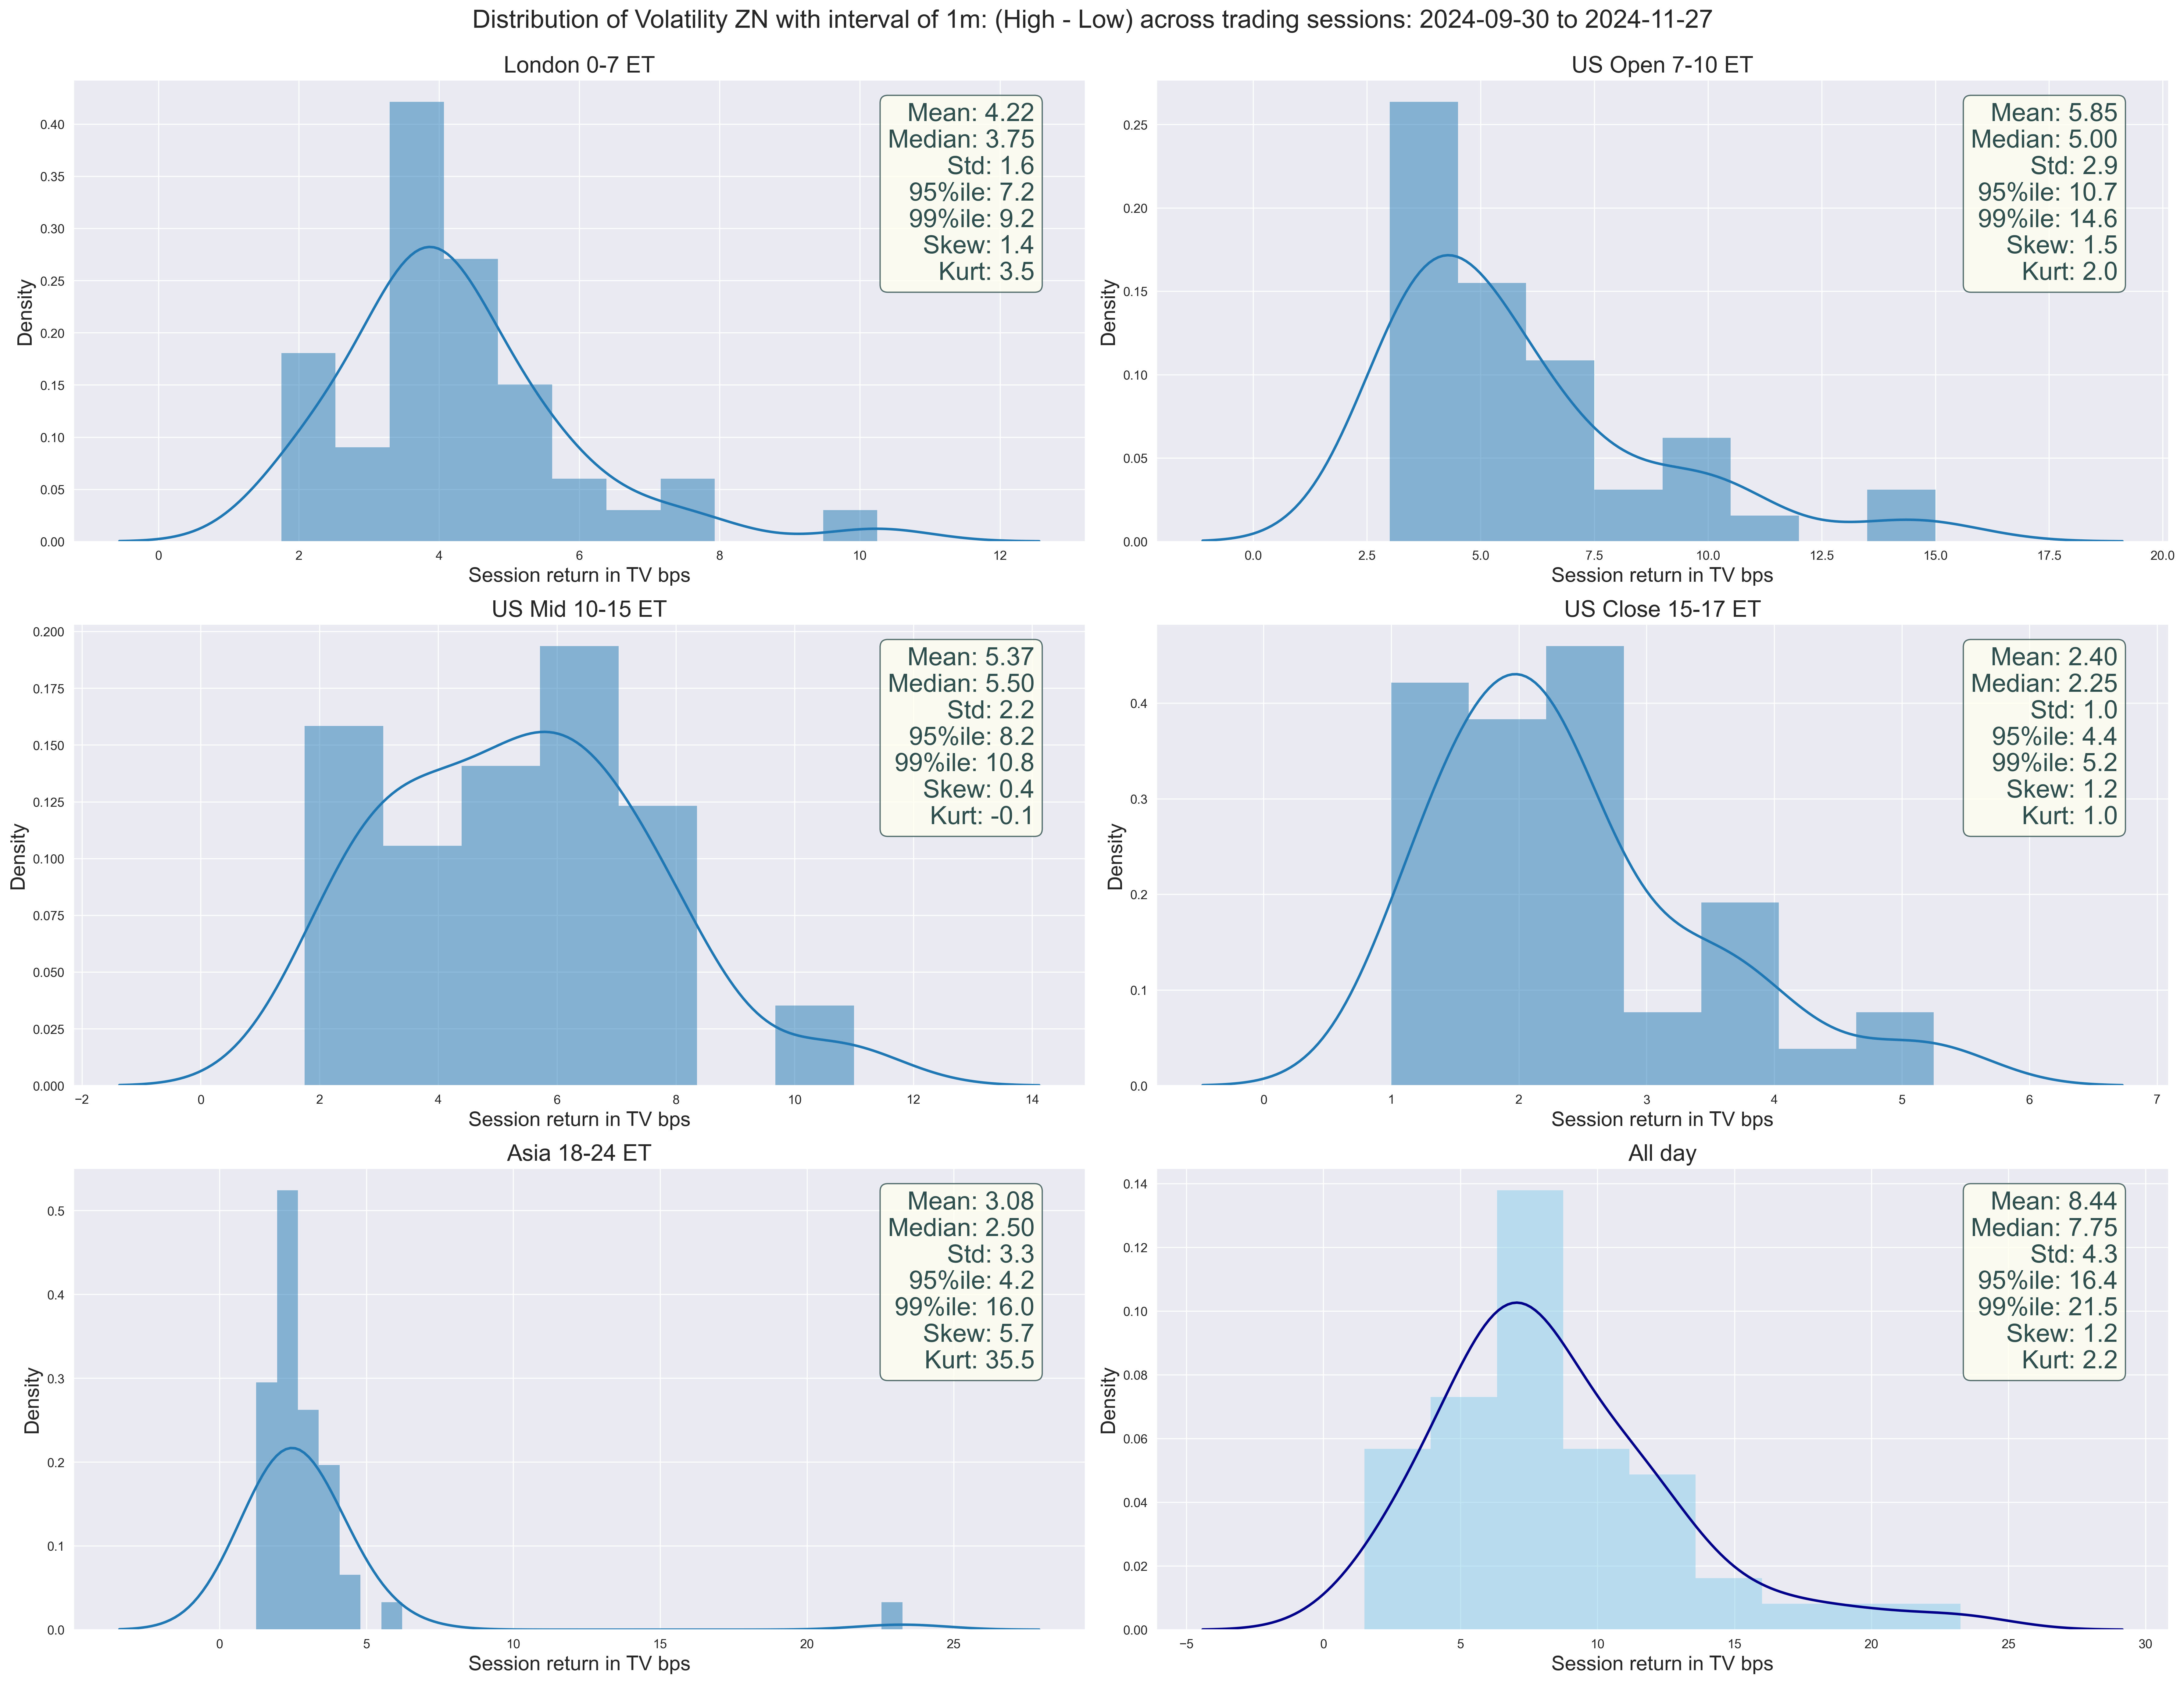 Distribution of Volatility ZN with interval of 1m: (High - Low) across trading sessions: 2024-09-30 to 2024-11-27
London 0-7 ET
Density
0.40
0.35
0.30
0.25
0.20
0.15
0.10
0.05
0.00
Mean: 4.22
Median: 3.75
Std: 1.6
95%ile: 7.2
99%ile: 9.2
Skew: 1.4
Kurt: 3.5
0 2 4 6 8 10 12
Session return in TV bps
US Open 7-10 ET
Density
0.25
0.20
0.15
0.10
0.05
0.00
Mean: 5.85
Median: 5.00
Std: 2.9
95%ile: 10.7
99%ile: 14.6
Skew: 1.5
Kurt: 2.0
0.0 2.5 5.0 7.5 10.0 12.5 15.0 17.5 20.0
Session return in TV bps
US Mid 10-15 ET
Density
0.200
0.175
0.150
0.125
0.100
0.075
0.050
0.025
0.000
Mean: 5.37
Median: 5.50
Std: 2.2
95%ile: 8.2
99%ile: 10.8
Skew: 0.4
Kurt: -0.1
−2 0 2 4 6 8 10 12 14
Session return in TV bps
US Close 15-17 ET
Density
0.4
0.3
0.2
0.1
0.0
Mean: 2.40
Median: 2.25
Std: 1.0
95%ile: 4.4
99%ile: 5.2
Skew: 1.2
Kurt: 1.0
0 1 2 3 4 5 6 7
Session return in TV bps
Asia 18-24 ET
Density
0.5
0.4
0.3
0.2
0.1
0.0
Mean: 3.08
Median: 2.50
Std: 3.3
95%ile: 4.2
99%ile: 16.0
Skew: 5.7
Kurt: 35.5
0 5 10 15 20 25
Session return in TV bps
All day
Density
0.14
0.12
0.10
0.08
0.06
0.04
0.02
0.00
Mean: 8.44
Median: 7.75
Std: 4.3
95%ile: 16.4
99%ile: 21.5
Skew: 1.2
Kurt: 2.2
−5 0 5 10 15 20 25 30
Session return in TV bps